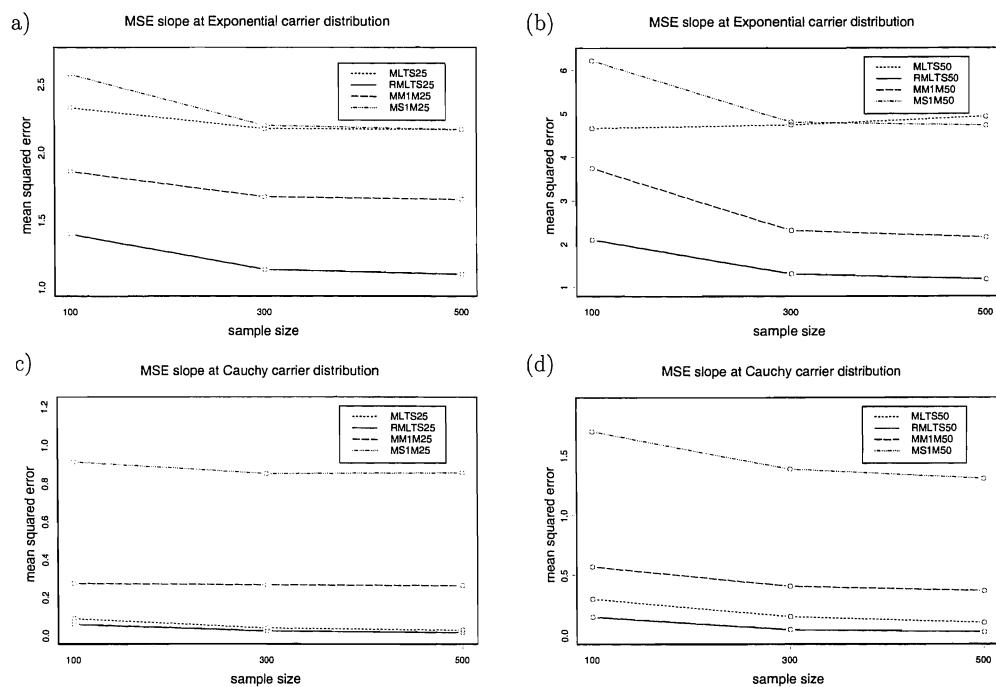 a)
MSE slope at Exponential carrier distribution
mean squared error
2.5
2.0
1.5
1.0
MLTS25
RMLTS25
MM1M25
MS1M25
100
300
500
sample size
(b)
MSE slope at Exponential carrier distribution
mean squared error
6
5
4
3
2
1
MLTS50
RMLTS50
MM1M50
MS1M50
100
300
500
sample size
c)
MSE slope at Cauchy carrier distribution
mean squared error
1.2
1.0
0.8
0.6
0.4
0.2
0.0
MLTS25
RMLTS25
MM1M25
MS1M25
100
300
500
sample size
(d)
MSE slope at Cauchy carrier distribution
mean squared error
1.5
1.0
0.5
0.0
MLTS50
RMLTS50
MM1M50
MS1M50
100
300
500
sample size